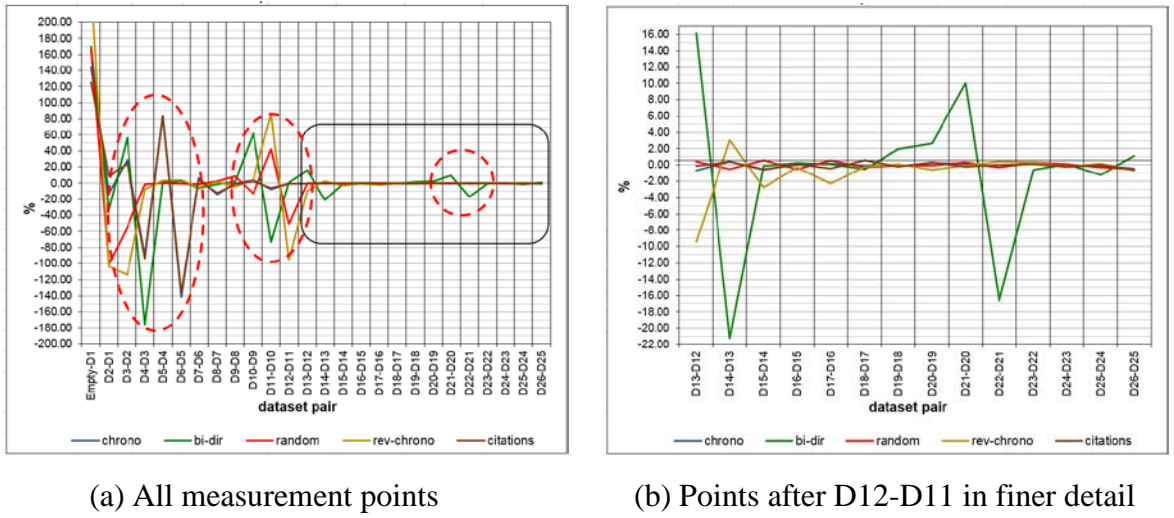 200.00
180.00
160.00
140.00
120.00
100.00
80.00
60.00
40.00
20.00
0.00
-20.00
-40.00
-60.00
-80.00
-100.00
-120.00
-140.00
-160.00
-180.00
-200.00
%
Empty-D1
D2-D1
D3-D2
D4-D3
D5-D4
D6-D5
D7-D6
D8-D7
D9-D8
D10-D9
D11-D10
D12-D11
D13-D12
D14-D13
D15-D14
D16-D15
D17-D16
D18-D17
D19-D18
D20-D19
D21-D20
D22-D21
D23-D22
D24-D23
D25-D24
D26-D25
dataset pair
chrono bi-dir random rev-chrono citations
(a) All measurement points
16.00
14.00
12.00
10.00
8.00
6.00
4.00
2.00
0.00
-2.00
-4.00
-6.00
-8.00
-10.00
-12.00
-14.00
-16.00
-18.00
-20.00
-22.00
%
D13-D12
D14-D13
D15-D14
D16-D15
D17-D16
D18-D17
D19-D18
D20-D19
D21-D20
D22-D21
D23-D22
D24-D23
D25-D24
D26-D25
dataset pair
chrono bi-dir random rev-chrono citations
(b) Points after D12-D11 in finer detail